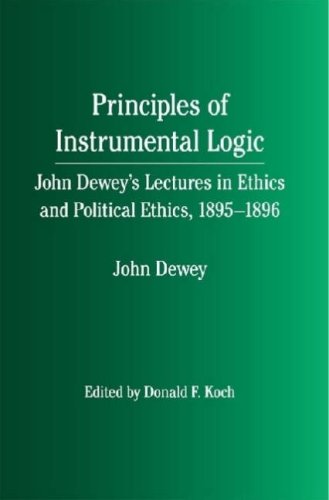 Principles of
Instrumental Logic
John Dewey's Lectures in Ethics
and Political Ethics, 1895–1896
John Dewey
Edited by Donald F. Koch